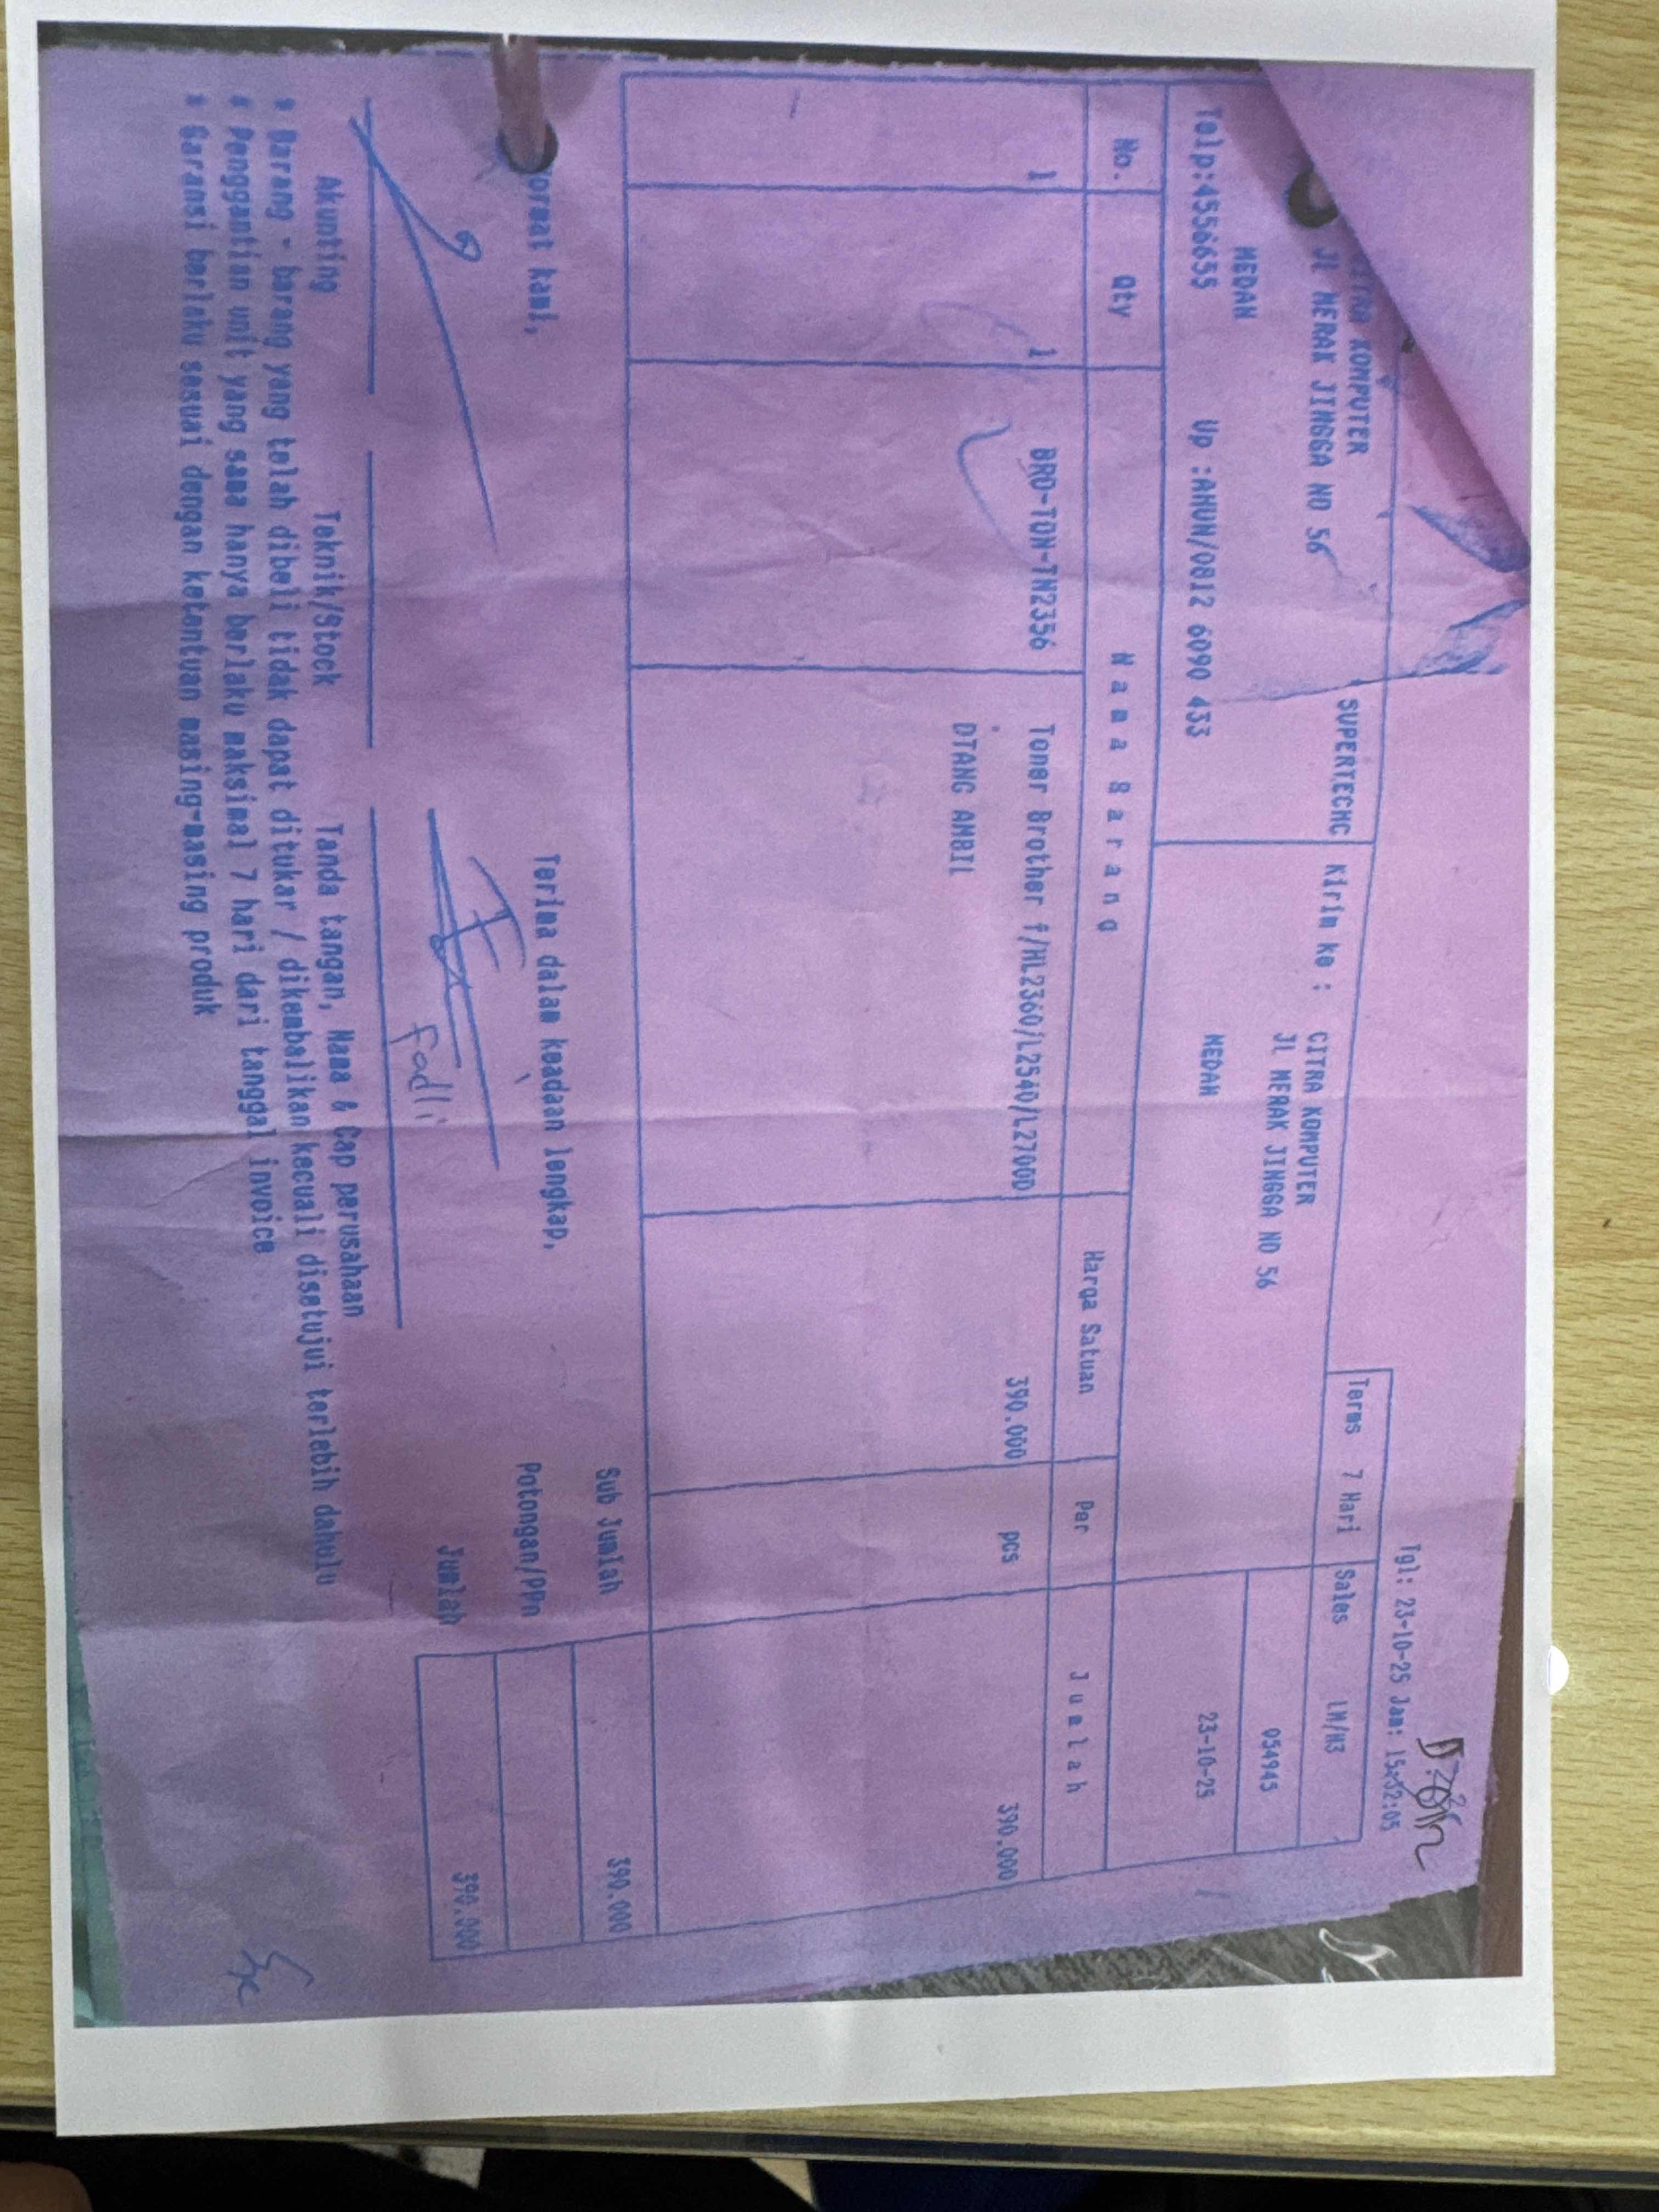 Tgl: 23-10-25 Jam: 15:32:05
Terms 7 Hari Sales LM/M3
KOMPUTER SUPERTECHC Kirim ke : CITRA KOMPUTER
JL MERAK JINGGA NO 56 JL MERAK JINGGA NO 56
054945
MEDAN MEDAN
23-10-25
Telp:4556655 Up :AHUN/0812 6090 433
No. Qty Nama Barang Harga Satuan Per Jumlah
1 1 BRO-TON-TN2356 Toner Brother f/HL2360/L2540/L2700D 390.000 pcs 390.000
DTANG AMBIL
Sub Jumlah 390.000
ormat kami, Terima dalam keadaan lengkap, Potongan/PPn
Jumlah 390.000
Fadli
Akunting Teknik/Stock Tanda tangan, Nama & Cap perusahaan
* Barang - barang yang telah dibeli tidak dapat ditukar / dikembalikan kecuali disetujui terlebih dahulu
* Penggantian unit yang sama hanya berlaku maksimal 7 hari dari tanggal invoice
* Garansi berlaku sesuai dengan ketentuan masing-masing produk